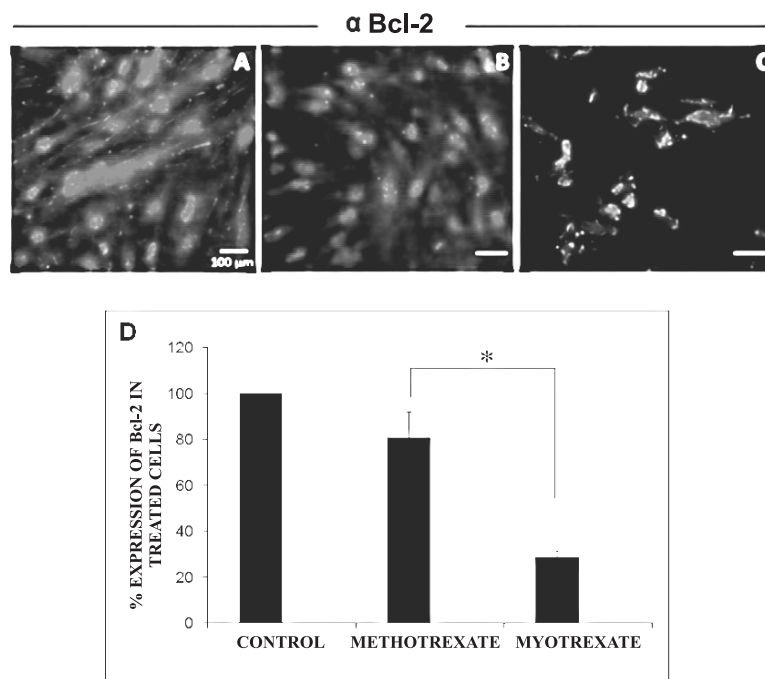 α Bcl-2
A
B
C
100 µm
D
% EXPRESSION OF Bcl-2 IN
TREATED CELLS
120
100
80
60
40
20
0
*
CONTROL
METHOTREXATE
MYOTREXATE